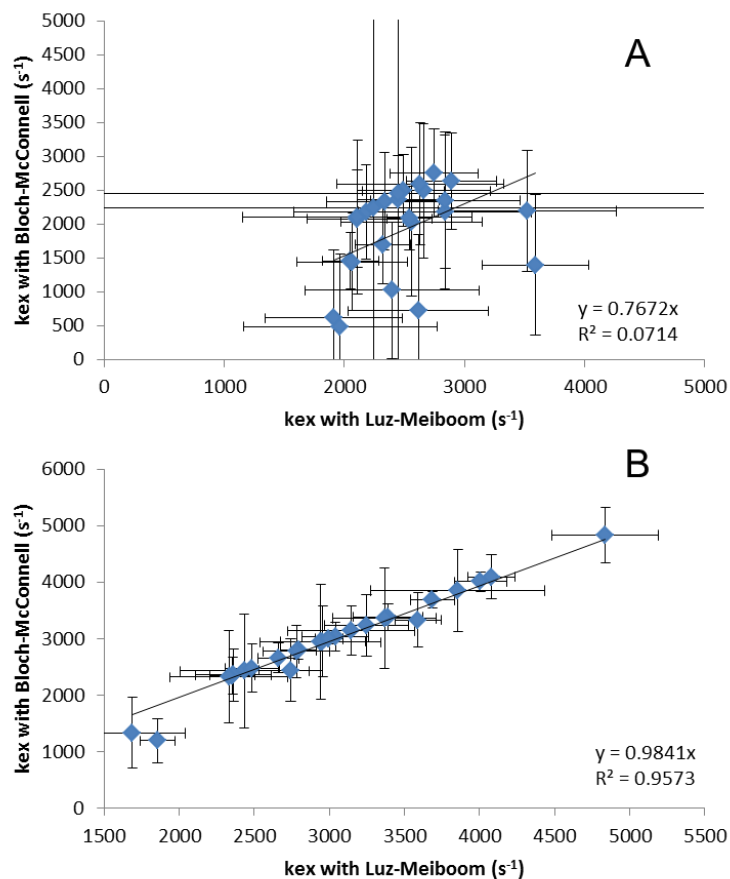 A
kex with Bloch-McConnell (s-1)
5000
4500
4000
3500
3000
2500
2000
1500
1000
500
0
y = 0.7672x
R² = 0.0714
0 1000 2000 3000 4000 5000
kex with Luz-Meiboom (s-1)
B
kex with Bloch-McConnell (s-1)
6000
5000
4000
3000
2000
1000
0
y = 0.9841x
R² = 0.9573
1500 2000 2500 3000 3500 4000 4500 5000 5500
kex with Luz-Meiboom (s-1)